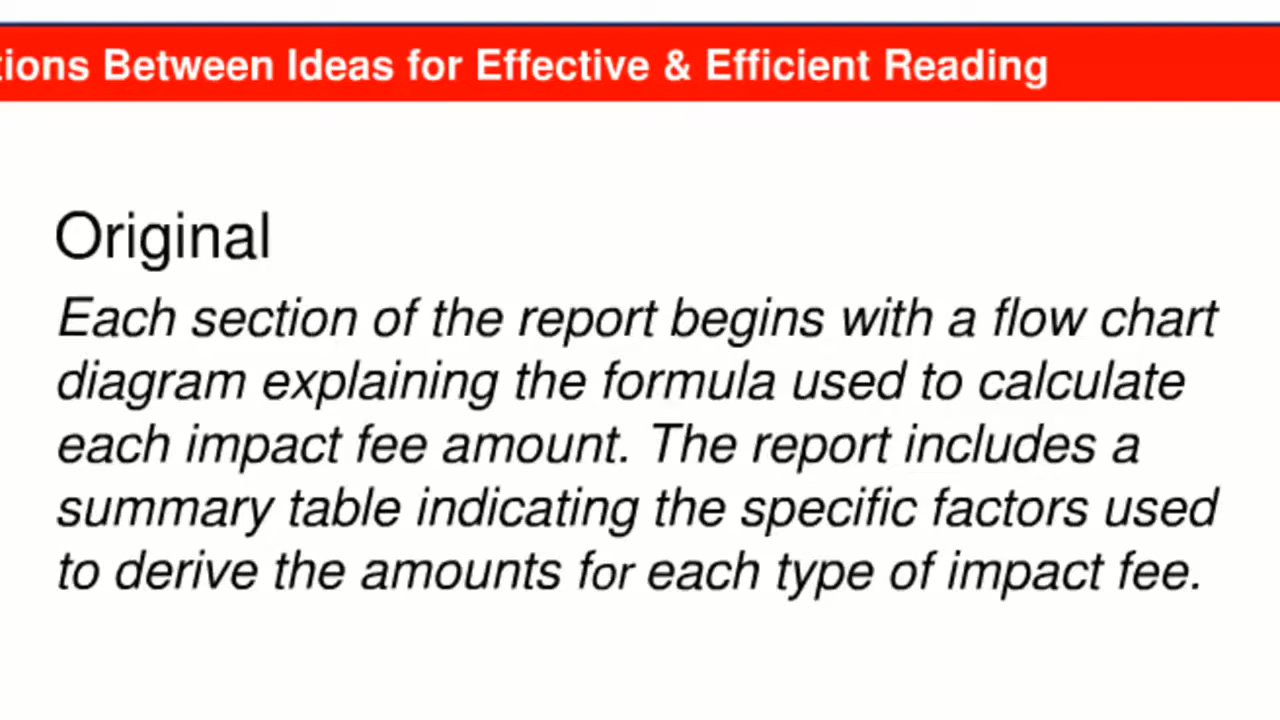 Between Ideas for Effective & Efficient Reading
Original
Each section of the report begins with a flow chart
diagram explaining the formula used to calculate
each impact fee amount. The report includes a
summary table indicating the specific factors used
to derive the amounts for each type of impact fee.